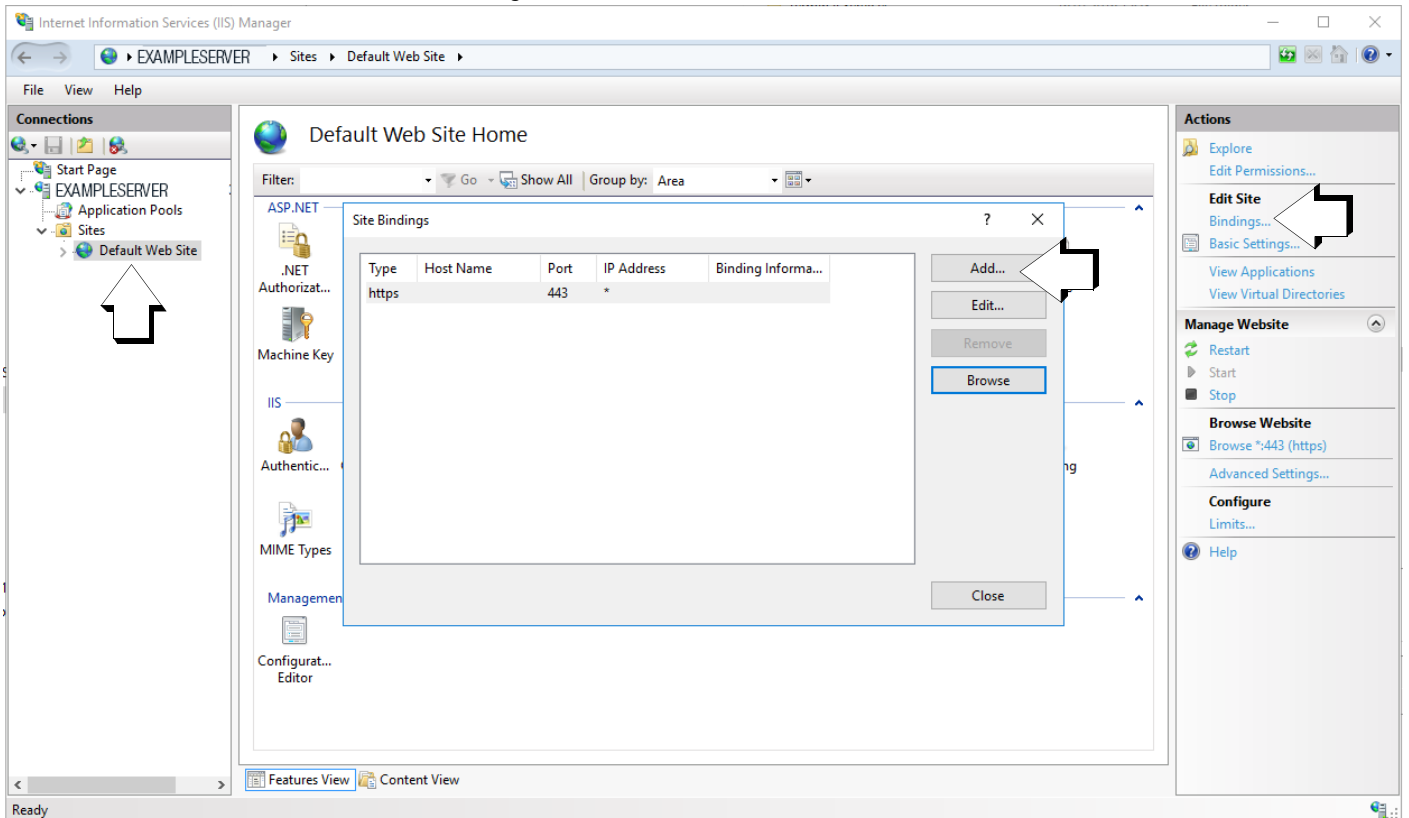 Internet Information Services (IIS) Manager
EXAMPLESERVER Sites Default Web Site
File View Help
Connections
Start Page
EXAMPLESERVER
Application Pools
Sites
Default Web Site
Default Web Site Home
Filter: Go Show All Group by: Area
ASP.NET
.NET
Authorizat...
Machine Key
IIS
Authentic...
ng
MIME Types
Managemen
Configurat...
Editor
Site Bindings
Type Host Name Port IP Address Binding Informa...
https 443 *
Add...
Edit...
Remove
Browse
Close
Features View Content View
Actions
Explore
Edit Permissions...
Edit Site
Bindings...
Basic Settings...
View Applications
View Virtual Directories
Manage Website
Restart
Start
Stop
Browse Website
Browse *:443 (https)
Advanced Settings...
Configure
Limits...
Help
Ready